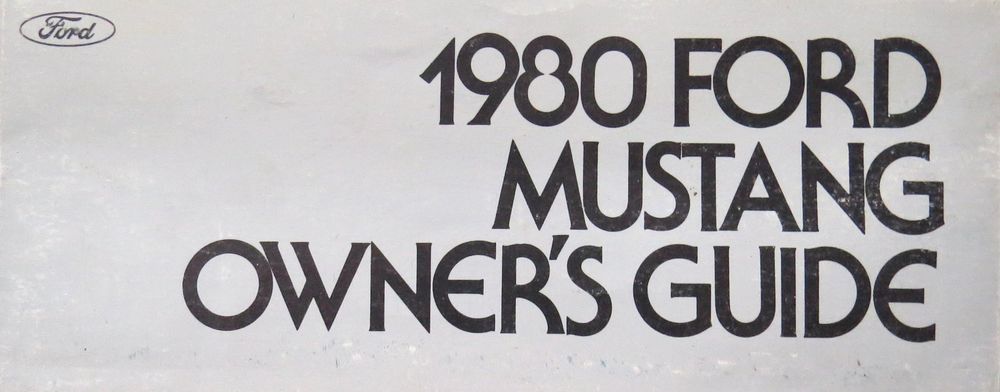 Ford
1980 FORD
MUSTANG
OWNER'S GUIDE